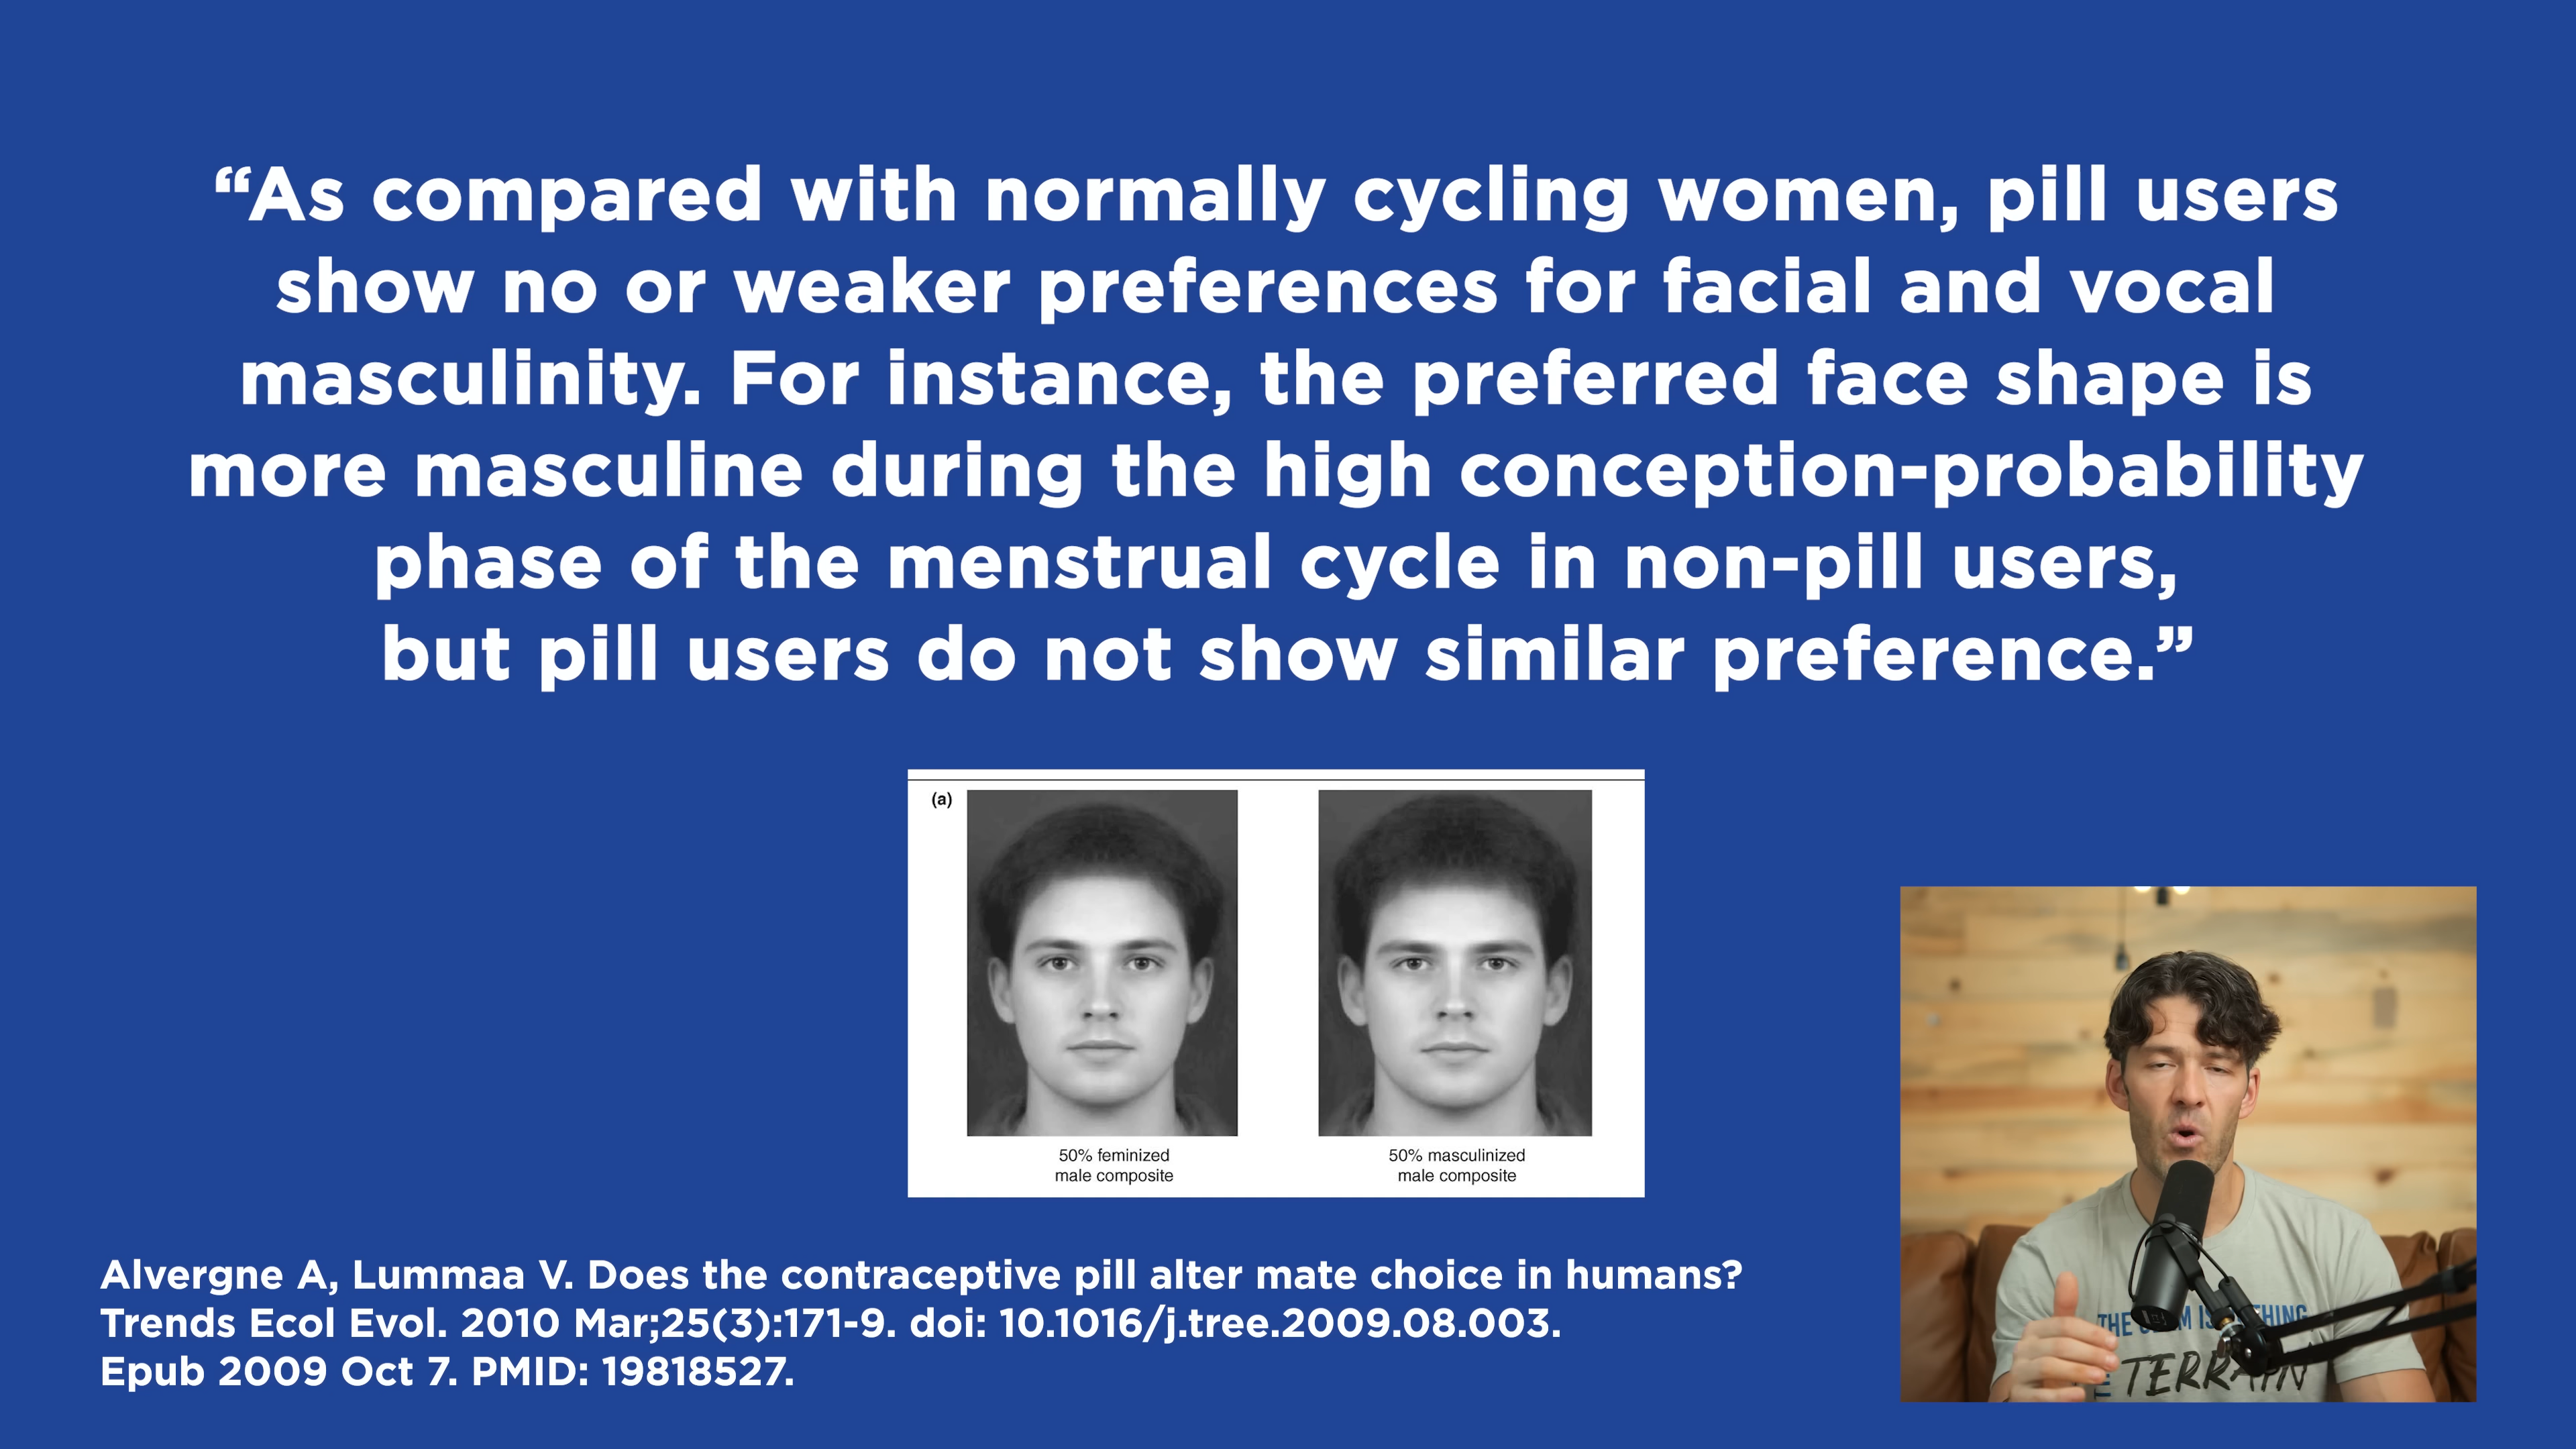 “As compared with normally cycling women, pill users
show no or weaker preferences for facial and vocal
masculinity. For instance, the preferred face shape is
more masculine during the high conception-probability
phase of the menstrual cycle in non-pill users,
but pill users do not show similar preference.”
(a)
50% feminized
male composite
50% masculinized
male composite
Alvergne A, Lummaa V. Does the contraceptive pill alter mate choice in humans?
Trends Ecol Evol. 2010 Mar;25(3):171-9. doi: 10.1016/j.tree.2009.08.003.
Epub 2009 Oct 7. PMID: 19818527.
THE IS
TERRAIN